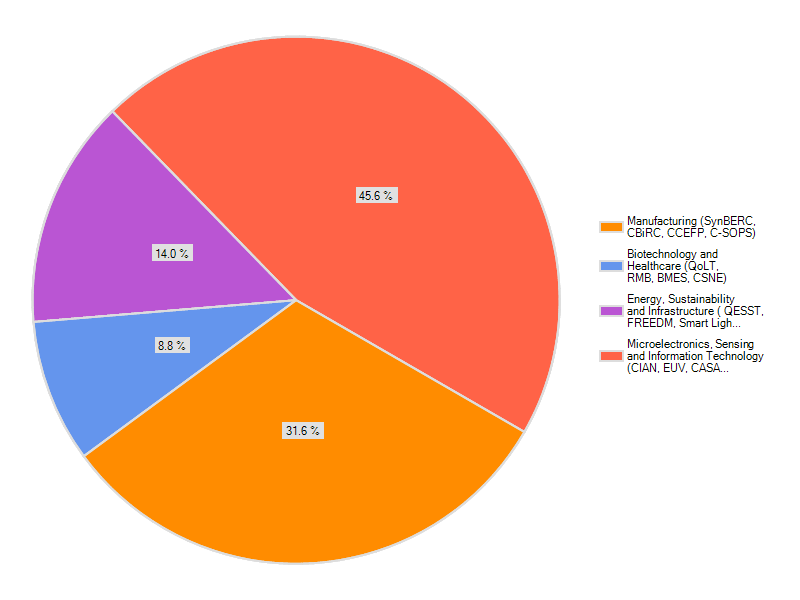 45.6 %
14.0 %
8.8 %
31.6 %
Manufacturing (SynBERC,
CBiRC, CCEFP, C-SOPS)
Biotechnology and
Healthcare (QoLT,
RMB, BMES, CSNE)
Energy, Sustainability
and Infrastructure ( QESST,
FREEDM, Smart Ligh...
Microelectronics, Sensing
and Information Technology
(CIAN, EUV, CASA...